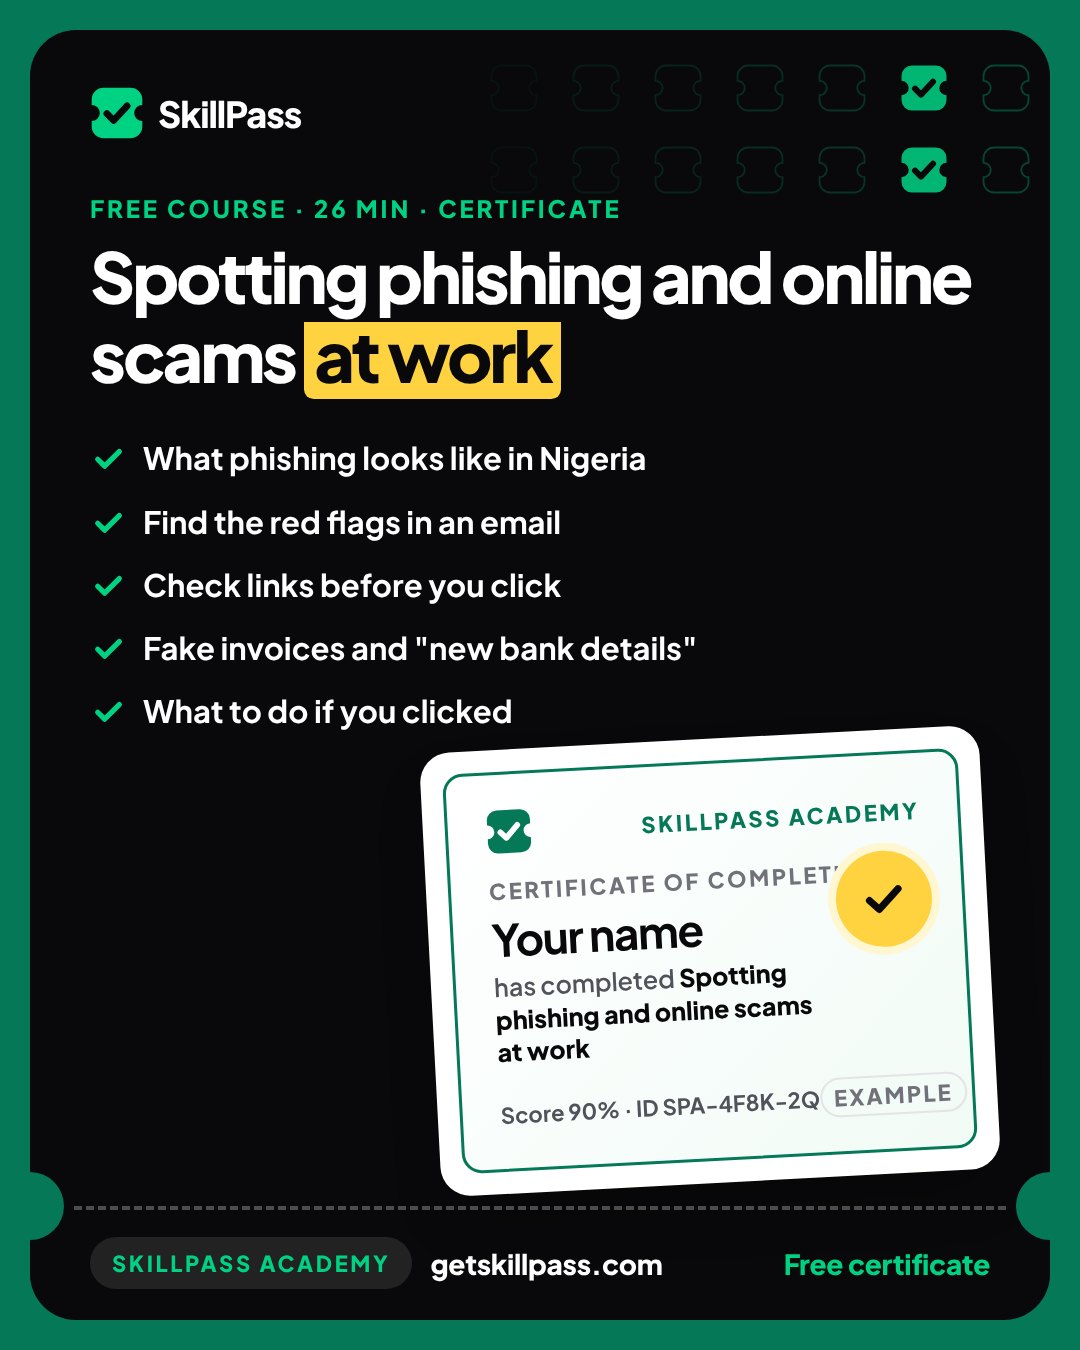 SkillPass
FREE COURSE · 26 MIN · CERTIFICATE
Spotting phishing and online
scams at work
What phishing looks like in Nigeria
Find the red flags in an email
Check links before you click
Fake invoices and "new bank details"
What to do if you clicked
SKILLPASS ACADEMY
CERTIFICATE OF
Your name
has completed Spotting
phishing and online scams
at work
Score 90% · ID SPA-4F8K-2Q
EXAMPLE
SKILLPASS ACADEMY
getskillpass.com
Free certificate